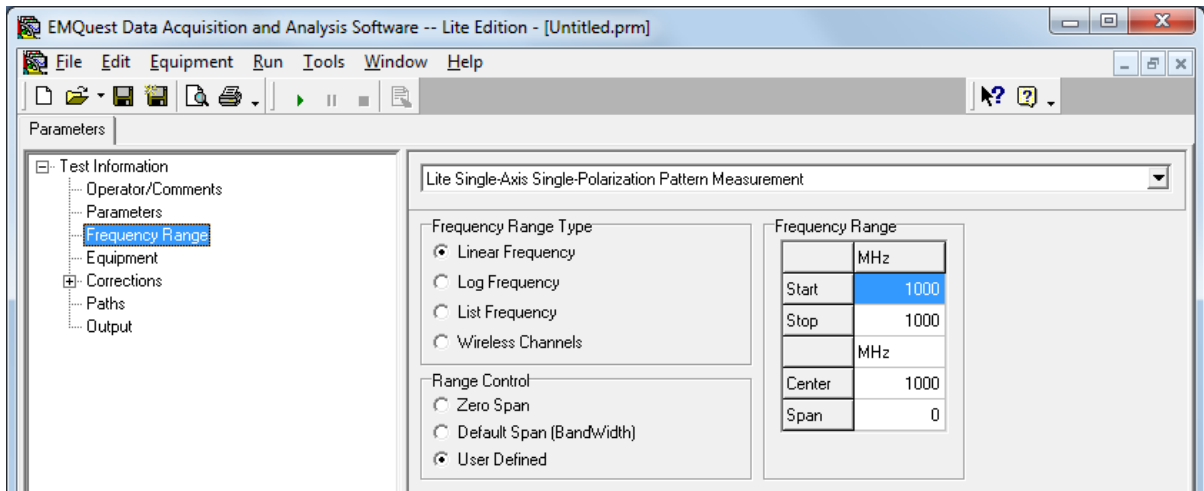 EMQuest Data Acquisition and Analysis Software -- Lite Edition - [Untitled.prm]
File Edit Equipment Run Tools Window Help
Parameters
Test Information
Operator/Comments
Parameters
Frequency Range
Equipment
Corrections
Paths
Output
Lite Single-Axis Single-Polarization Pattern Measurement
Frequency Range Type
Linear Frequency
Log Frequency
List Frequency
Wireless Channels
Range Control
Zero Span
Default Span (BandWidth)
User Defined
Frequency Range
MHz
Start 1000
Stop 1000
MHz
Center 1000
Span 0